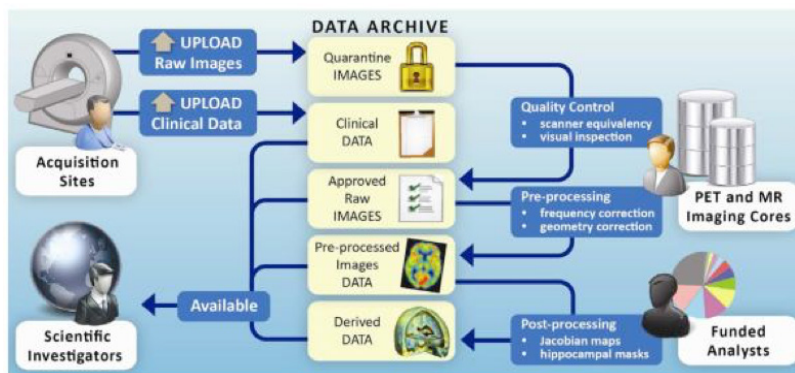 DATA ARCHIVE
UPLOAD
Raw Images
UPLOAD
Clinical Data
Acquisition
Sites
Quarantine
IMAGES
Clinical
DATA
Approved
Raw
IMAGES
Pre-processed
Images
DATA
Derived
DATA
Quality Control
• scanner equivalency
• visual inspection
Pre-processing
• frequency correction
• geometry correction
Post-processing
• Jacobian maps
• hippocampal masks
PET and MR
Imaging Cores
Funded
Analysts
Available
Scientific
Investigators